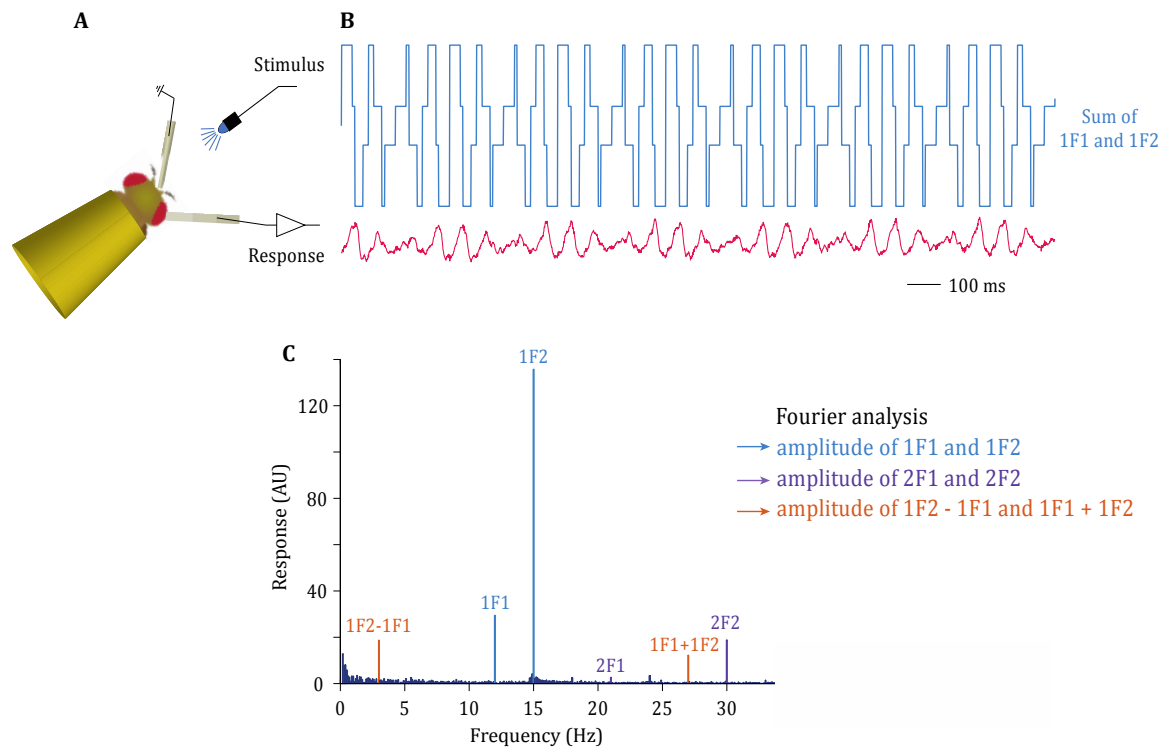 A
B
Stimulus
Sum of
1F1 and 1F2
Response
100 ms
C
1F2
120
Fourier analysis
amplitude of 1F1 and 1F2
amplitude of 2F1 and 2F2
amplitude of 1F2 - 1F1 and 1F1 + 1F2
80
Response (AU)
40
1F1
1F2-1F1
2F2
1F1+1F2
2F1
0
0 5 10 15 20 25 30
Frequency (Hz)